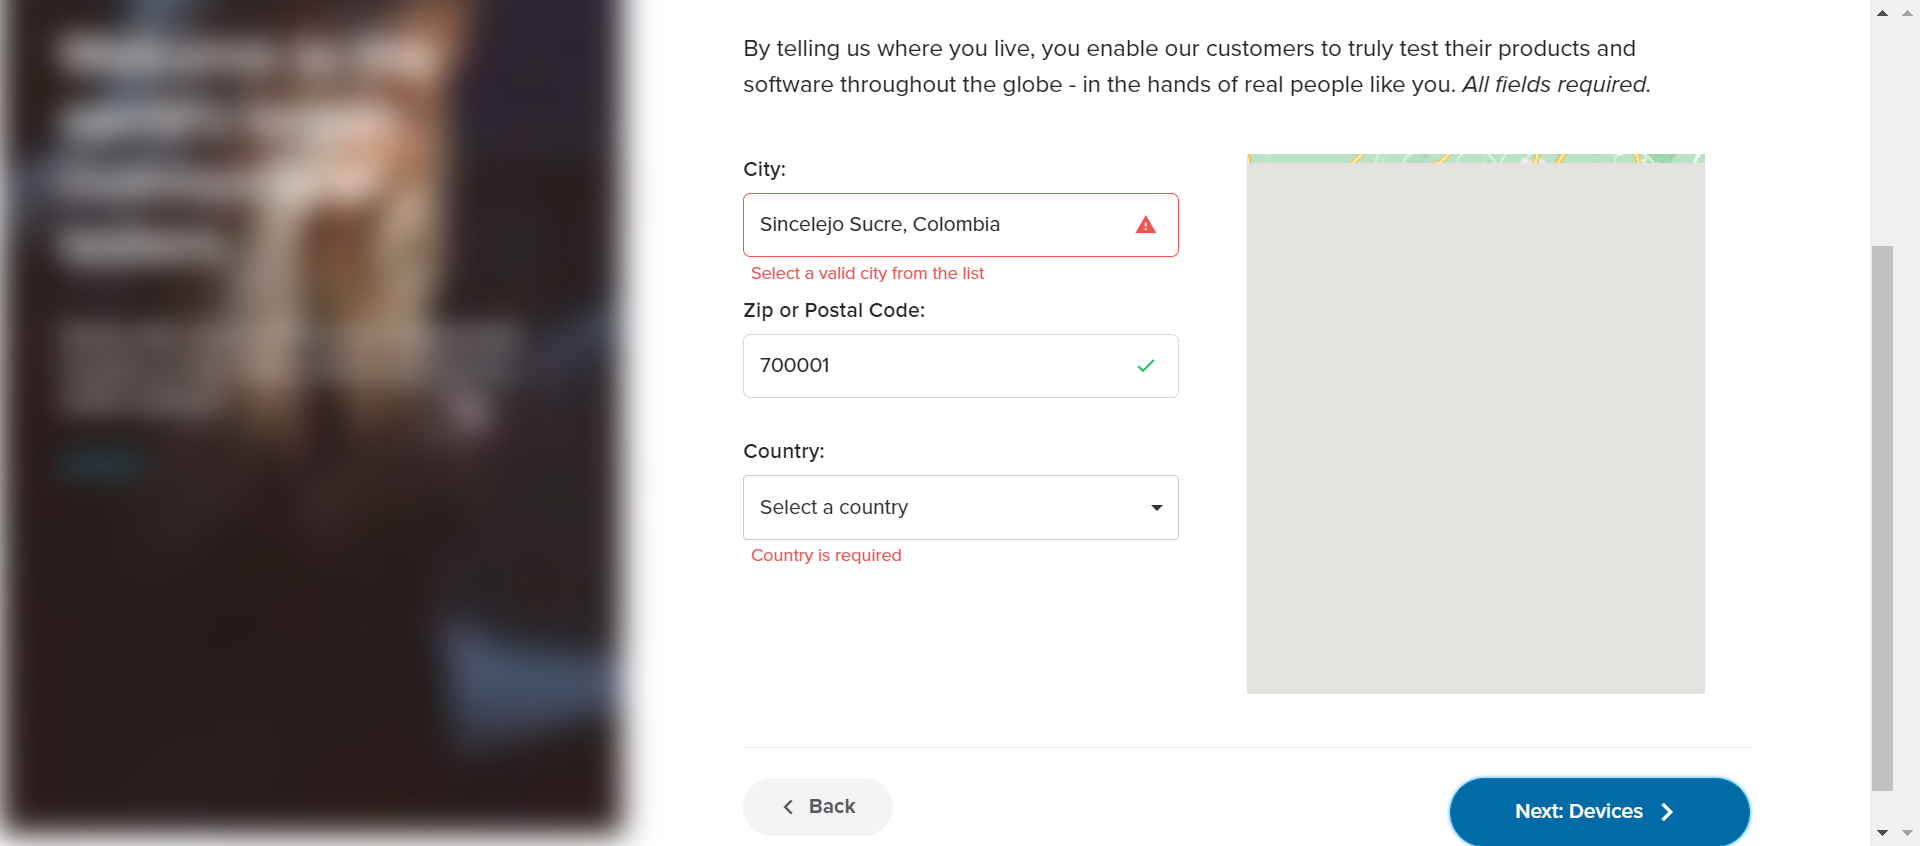 By telling us where you live, you enable our customers to truly test their products and
software throughout the globe - in the hands of real people like you. All fields required.
City:
Sincelejo Sucre, Colombia
Select a valid city from the list
Zip or Postal Code:
700001
Country:
Select a country
Country is required
Back
Next: Devices